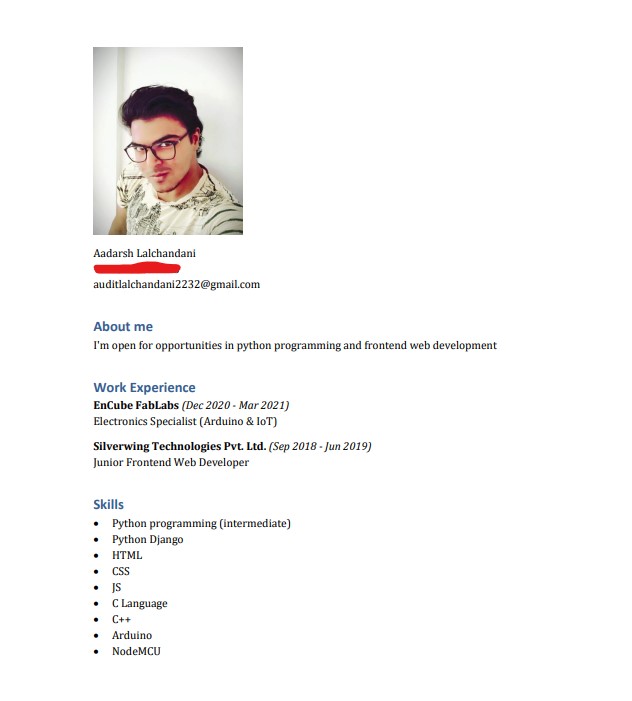 Aadarsh Lalchandani
auditlalchandani2232@gmail.com
About me
I'm open for opportunities in python programming and frontend web development
Work Experience
EnCube FabLabs (Dec 2020 - Mar 2021)
Electronics Specialist (Arduino & IoT)
Silverwing Technologies Pvt. Ltd. (Sep 2018 - Jun 2019)
Junior Frontend Web Developer
Skills
• Python programming (intermediate)
• Python Django
• HTML
• CSS
• JS
• C Language
• C++
• Arduino
• NodeMCU